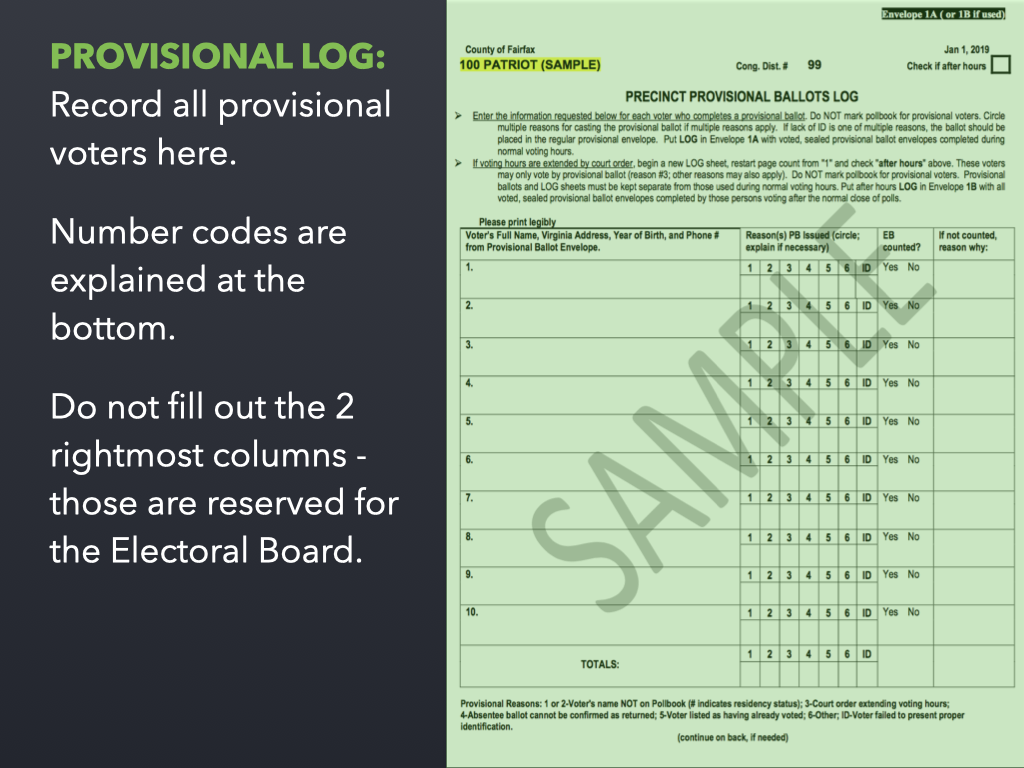 PROVISIONAL LOG:
Record all provisional
voters here.
Number codes are
explained at the
bottom.
Do not fill out the 2
rightmost columns -
those are reserved for
the Electoral Board.
Envelope 1A ( or 1B if used)
County of Fairfax
Jan 1, 2019
100 PATRIOT (SAMPLE)
Cong. Dist. # 99
Check if after hours
PRECINCT PROVISIONAL BALLOTS LOG
➢ Enter the information requested below for each voter who completes a provisional ballot. Do NOT mark pollbook for provisional voters. Circle
multiple reasons for casting the provisional ballot if multiple reasons apply. If lack of ID is one of multiple reasons, the ballot should be
placed in the regular provisional envelope. Put LOG in Envelope 1A with voted, sealed provisional ballot envelopes completed during
normal voting hours.
➢ If voting hours are extended by court order, begin a new LOG sheet, restart page count from "1" and check "after hours" above. These voters
may only vote by provisional ballot (reason #3; other reasons may also apply). Do NOT mark pollbook for provisional voters. Provisional
ballots and LOG sheets must be kept separate from those used during normal voting hours. Put after hours LOG in Envelope 1B with all
voted, sealed provisional ballot envelopes completed by those persons voting after the normal close of polls.
Please print legibly
Voter's Full Name, Virginia Address, Year of Birth, and Phone #
from Provisional Ballot Envelope.
Reason(s) PB Issued (circle;
explain if necessary)
EB
counted?
If not counted,
reason why:
1. 1 2 3 4 5 6 ID Yes No
2. 1 2 3 4 5 6 ID Yes No
3. 1 2 3 4 5 6 ID Yes No
4. 1 2 3 4 5 6 ID Yes No
5. 1 2 3 4 5 6 ID Yes No
6. 1 2 3 4 5 6 ID Yes No
7. 1 2 3 4 5 6 ID Yes No
8. 1 2 3 4 5 6 ID Yes No
9. 1 2 3 4 5 6 ID Yes No
10. 1 2 3 4 5 6 ID Yes No
TOTALS: 1 2 3 4 5 6 ID
SAMPLE
Provisional Reasons: 1 or 2-Voter's name NOT on Pollbook (# indicates residency status); 3-Court order extending voting hours;
4-Absentee ballot cannot be confirmed as returned; 5-Voter listed as having already voted; 6-Other; ID-Voter failed to present proper
identification.
(continue on back, if needed)